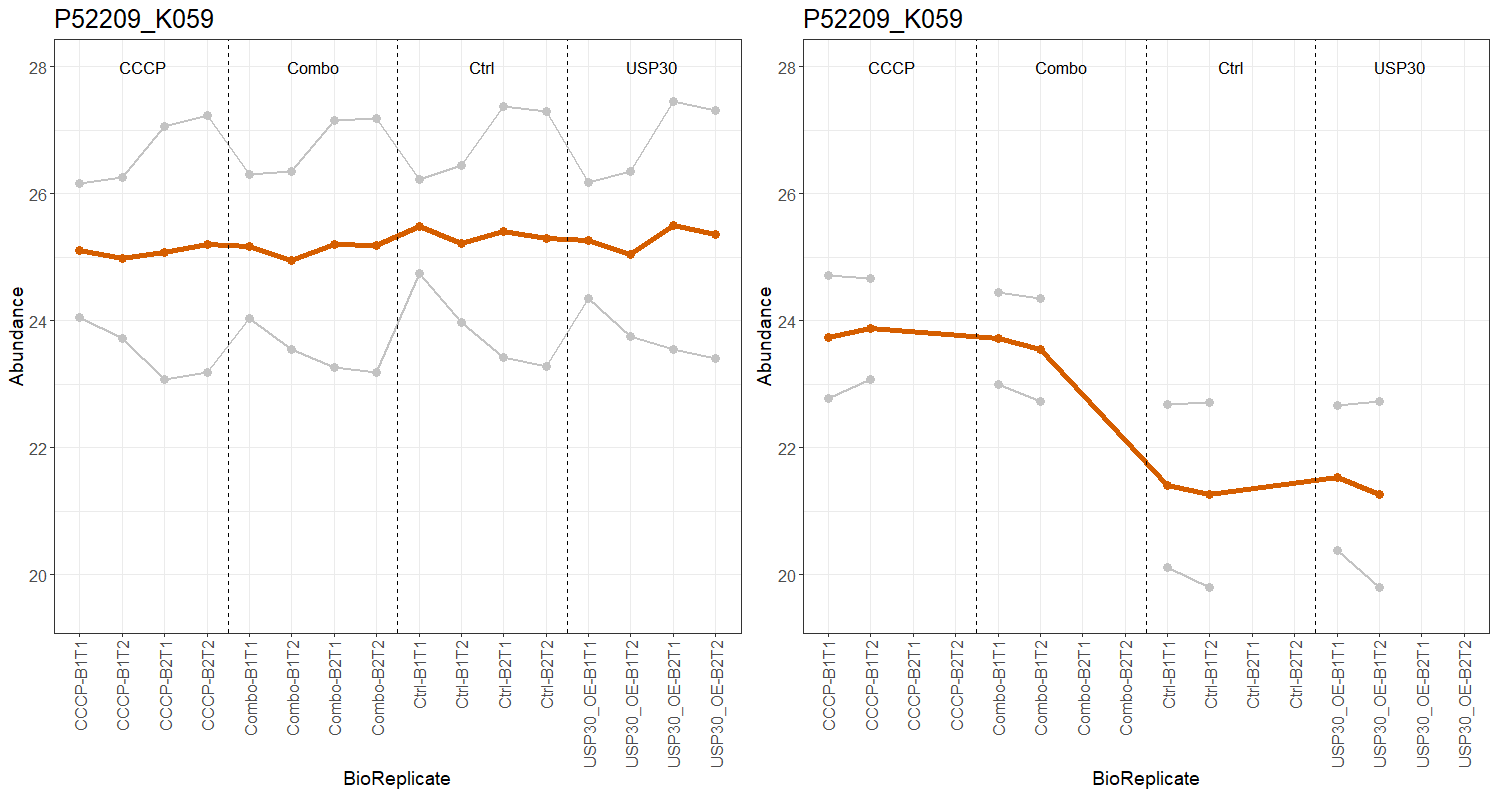 P52209_K059
Abundance
28
26
24
22
20
CCCP
Combo
Ctrl
USP30
CCCP-B1T1
CCCP-B1T2
CCCP-B2T1
CCCP-B2T2
Combo-B1T1
Combo-B1T2
Combo-B2T1
Combo-B2T2
Ctrl-B1T1
Ctrl-B1T2
Ctrl-B2T1
Ctrl-B2T2
USP30_OE-B1T1
USP30_OE-B1T2
USP30_OE-B2T1
USP30_OE-B2T2
BioReplicate
P52209_K059
Abundance
28
26
24
22
20
CCCP
Combo
Ctrl
USP30
CCCP-B1T1
CCCP-B1T2
CCCP-B2T1
CCCP-B2T2
Combo-B1T1
Combo-B1T2
Combo-B2T1
Combo-B2T2
Ctrl-B1T1
Ctrl-B1T2
Ctrl-B2T1
Ctrl-B2T2
USP30_OE-B1T1
USP30_OE-B1T2
USP30_OE-B2T1
USP30_OE-B2T2
BioReplicate